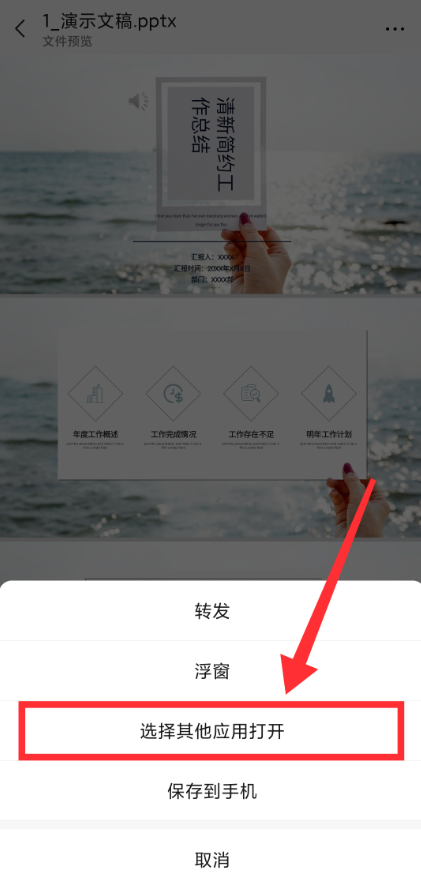 1_演示文稿.pptx
文件预览
清新简约工
作总结
汇报人：XXXX
汇报时间：20XX年X月X日
部门：XXXX部
年度工作概述
工作完成情况
工作存在不足
明年工作计划
转发
浮窗
选择其他应用打开
保存到手机
取消